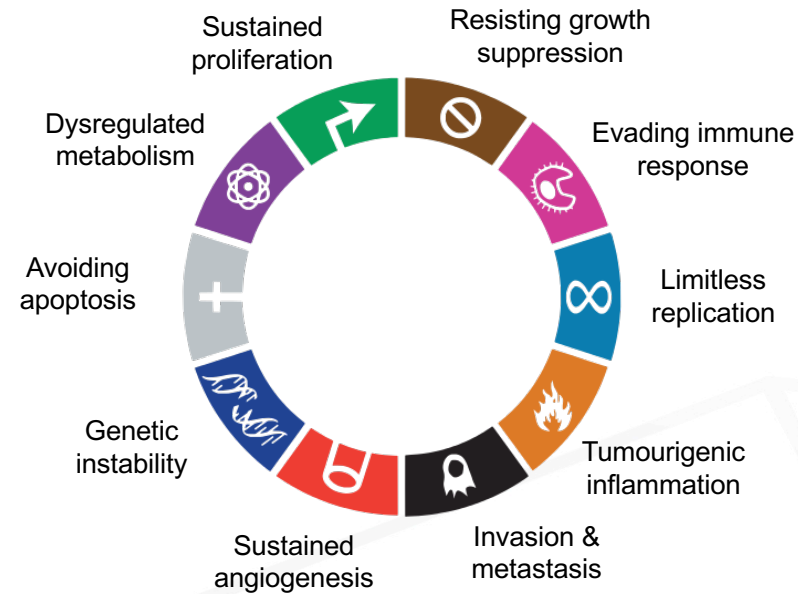 Sustained
proliferation
Resisting growth
suppression
Dysregulated
metabolism
Evading immune
response
Avoiding
apoptosis
Limitless
replication
Genetic
instability
Tumourigenic
inflammation
Sustained
angiogenesis
Invasion &
metastasis